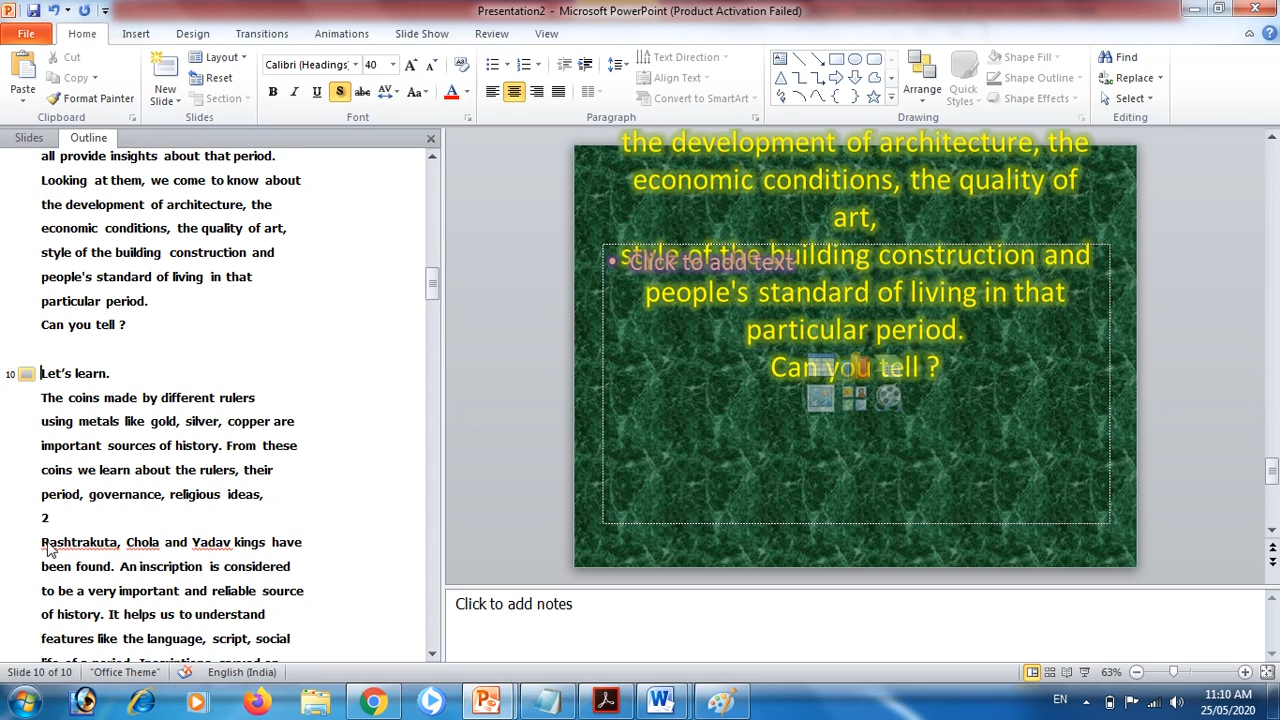 Presentation2 - Microsoft PowerPoint (Product Activation Failed)
File Home Insert Design Transitions Animations Slide Show Review View
Paste
Cut
Copy
Format Painter
Clipboard
New
Slide
Layout
Reset
Section
Slides
Calibri (Headings) 40
B I U S abc AV Aa A
Font
Text Direction
Align Text
Convert to SmartArt
Paragraph
Arrange
Quick
Styles
Shape Fill
Shape Outline
Shape Effects
Drawing
Find
Replace
Select
Editing
Slides Outline
all provide insights about that period.
Looking at them, we come to know about
the development of architecture, the
economic conditions, the quality of art,
style of the building construction and
people's standard of living in that
particular period.
Can you tell ?
10 Let's learn.
The coins made by different rulers
using metals like gold, silver, copper are
important sources of history. From these
coins we learn about the rulers, their
period, governance, religious ideas,
2
Rashtrakuta, Chola and Yadav kings have
been found. An inscription is considered
to be a very important and reliable source
of history. It helps us to understand
features like the language, script, social
the development of architecture, the
economic conditions, the quality of
art,
style of the building construction and
• Click to add text
people's standard of living in that
particular period.
Can you tell ?
Click to add notes
Slide 10 of 10 "Office Theme" English (India) 63%
EN 11:10 AM
25/05/2020